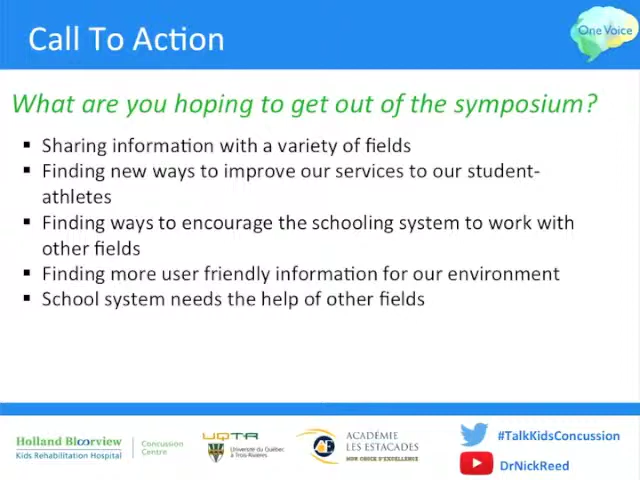 Call To Action
One Voice
What are you hoping to get out of the symposium?
▪ Sharing information with a variety of fields
▪ Finding new ways to improve our services to our student-
athletes
▪ Finding ways to encourage the schooling system to work with
other fields
▪ Finding more user friendly information for our environment
▪ School system needs the help of other fields
Holland Bloorview
Kids Rehabilitation Hospital
Concussion
Centre
UQTR
Université du Québec
à Trois-Rivières
ACADÉMIE
LES ESTACADES
MON CHOIX D'EXCELLENCE
#TalkKidsConcussion
DrNickReed